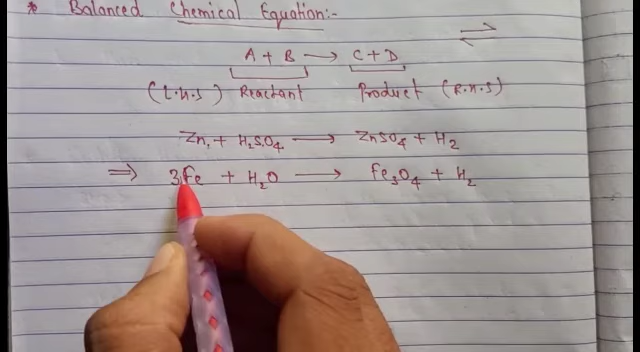 * Balanced Chemical Equation:-
⇌
A + B → C + D
(L.H.S) Reactant Product (R.H.S)
Zn + H₂SO₄ → ZnSO₄ + H₂
⇒ 3Fe + H₂O → Fe₃O₄ + H₂